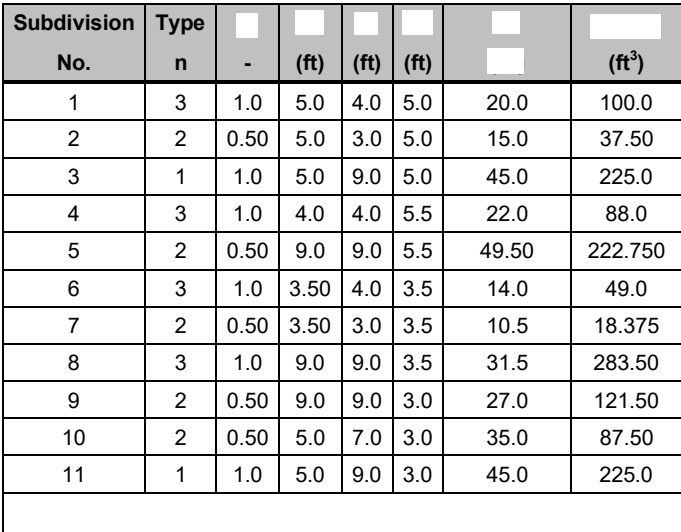 Subdivision Type
No. n - (ft) (ft) (ft) (ft³)
1 3 1.0 5.0 4.0 5.0 20.0 100.0
2 2 0.50 5.0 3.0 5.0 15.0 37.50
3 1 1.0 5.0 9.0 5.0 45.0 225.0
4 3 1.0 4.0 4.0 5.5 22.0 88.0
5 2 0.50 9.0 9.0 5.5 49.50 222.750
6 3 1.0 3.50 4.0 3.5 14.0 49.0
7 2 0.50 3.50 3.0 3.5 10.5 18.375
8 3 1.0 9.0 9.0 3.5 31.5 283.50
9 2 0.50 9.0 9.0 3.0 27.0 121.50
10 2 0.50 5.0 7.0 3.0 35.0 87.50
11 1 1.0 5.0 9.0 3.0 45.0 225.0